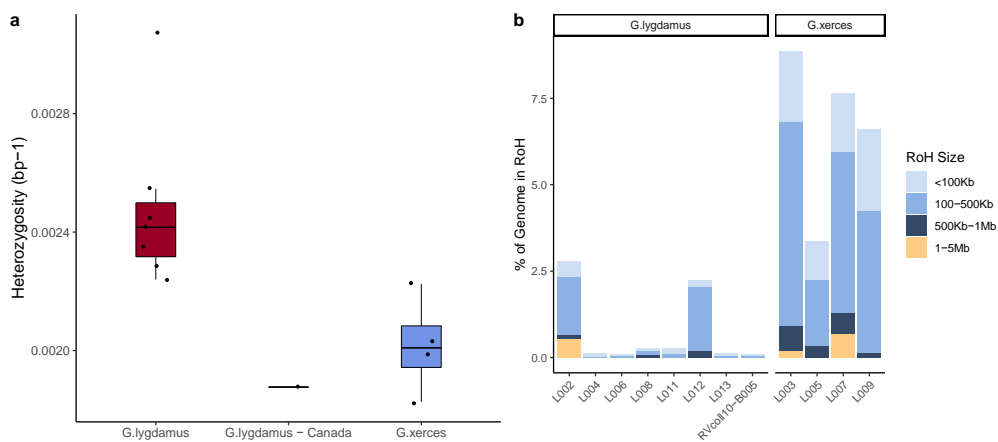 a
Heterozygosity (bp−1)
0.0028
0.0024
0.0020
G.lygdamus
G.lygdamus − Canada
G.xerces
b
G.lygdamus
G.xerces
% of Genome in RoH
7.5
5.0
2.5
0.0
L002
L004
L006
L008
L011
L012
L013
RVcoll10−B005
L003
L005
L007
L009
RoH Size
<100Kb
100−500Kb
500Kb−1Mb
1−5Mb